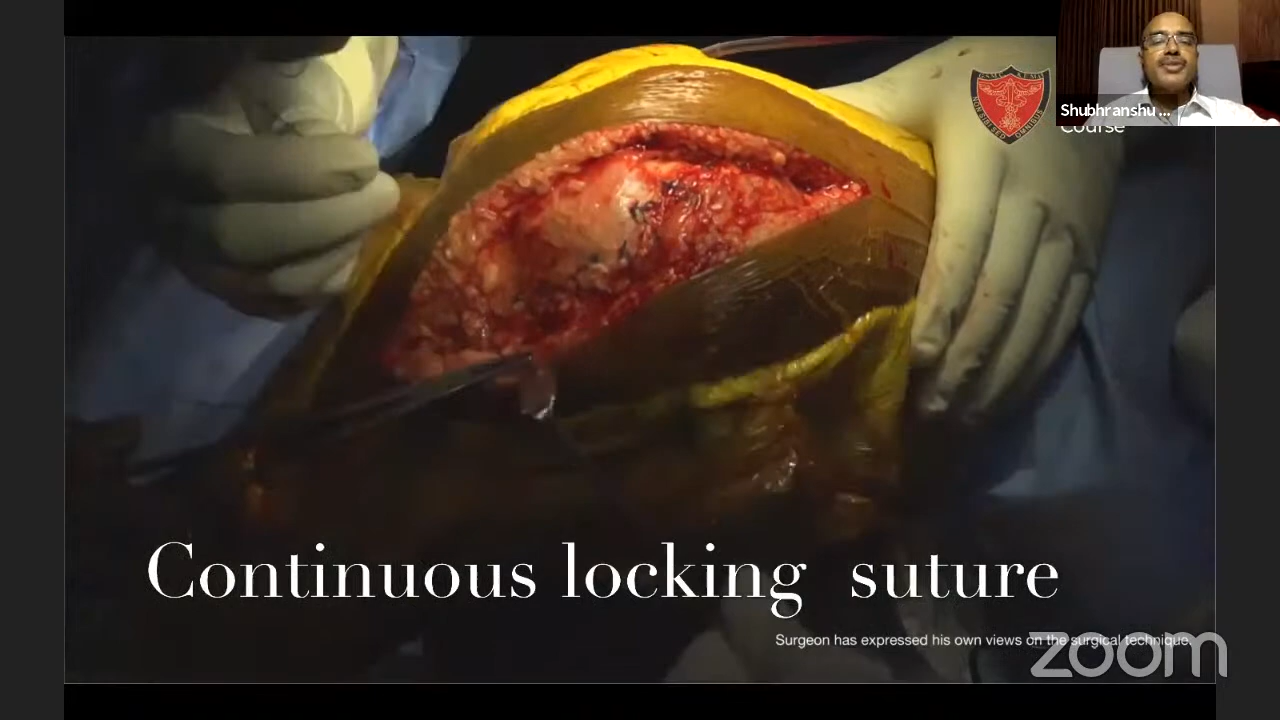 Shubhranshu ...
Course
Continuous locking suture
Surgeon has expressed his own views on the surgical technique.
zoom